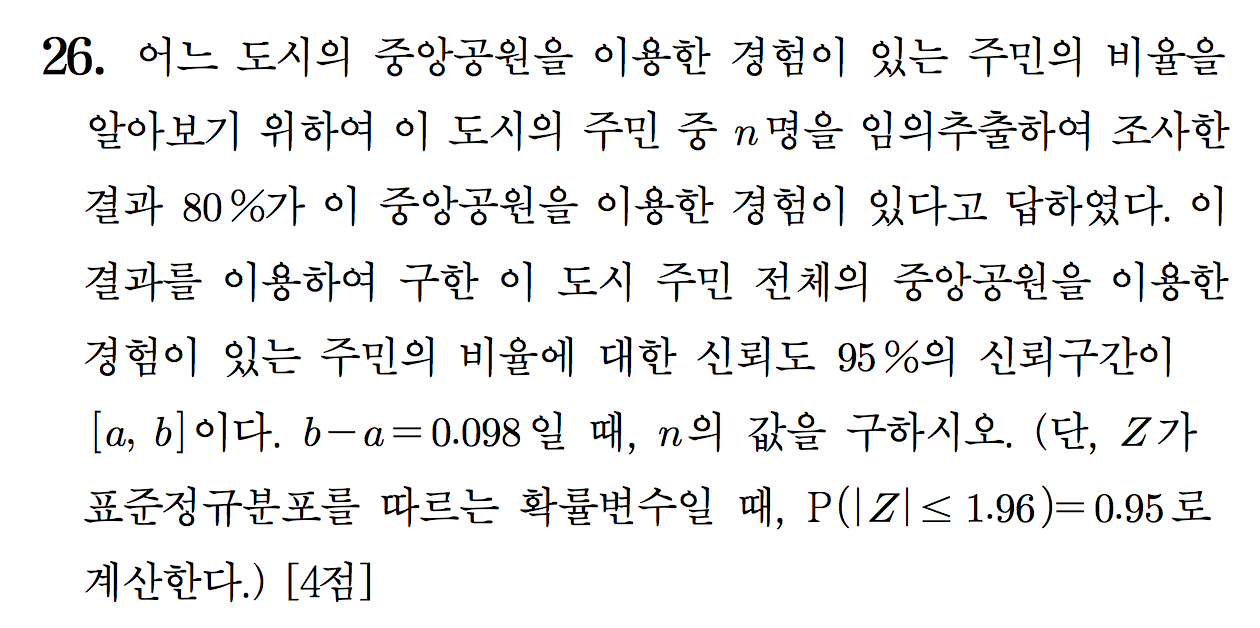 26. 어느 도시의 중앙공원을 이용한 경험이 있는 주민의 비율을
알아보기 위하여 이 도시의 주민 중 n명을 임의추출하여 조사한
결과 80%가 이 중앙공원을 이용한 경험이 있다고 답하였다. 이
결과를 이용하여 구한 이 도시 주민 전체의 중앙공원을 이용한
경험이 있는 주민의 비율에 대한 신뢰도 95%의 신뢰구간이
[a, b]이다. b-a=0.098일 때, n의 값을 구하시오. (단, Z가
표준정규분포를 따르는 확률변수일 때, P(|Z|≤1.96)=0.95로
계산한다.) [4점]